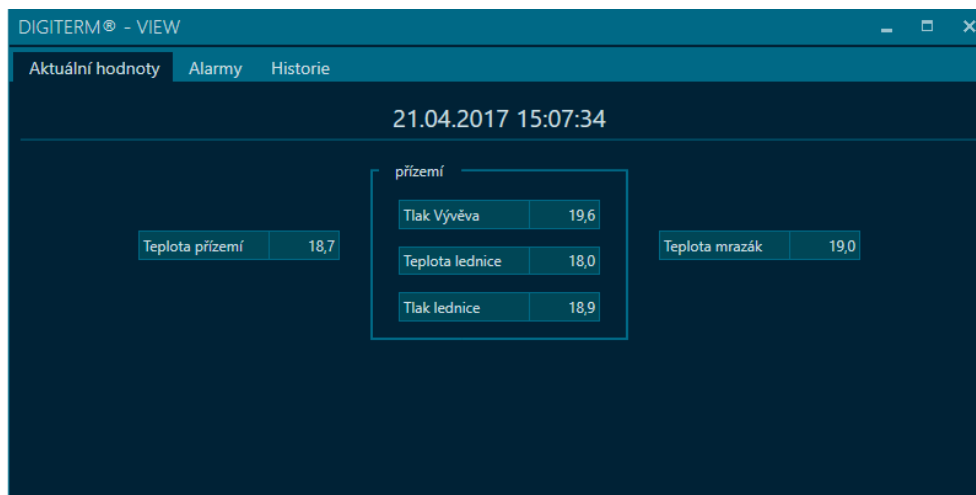 DIGITERM® - VIEW
Aktuální hodnoty Alarmy Historie
21.04.2017 15:07:34
přízemí
Tlak Vývěva 19,6
Teplota přízemí 18,7
Teplota lednice 18,0
Teplota mrazák 19,0
Tlak lednice 18,9